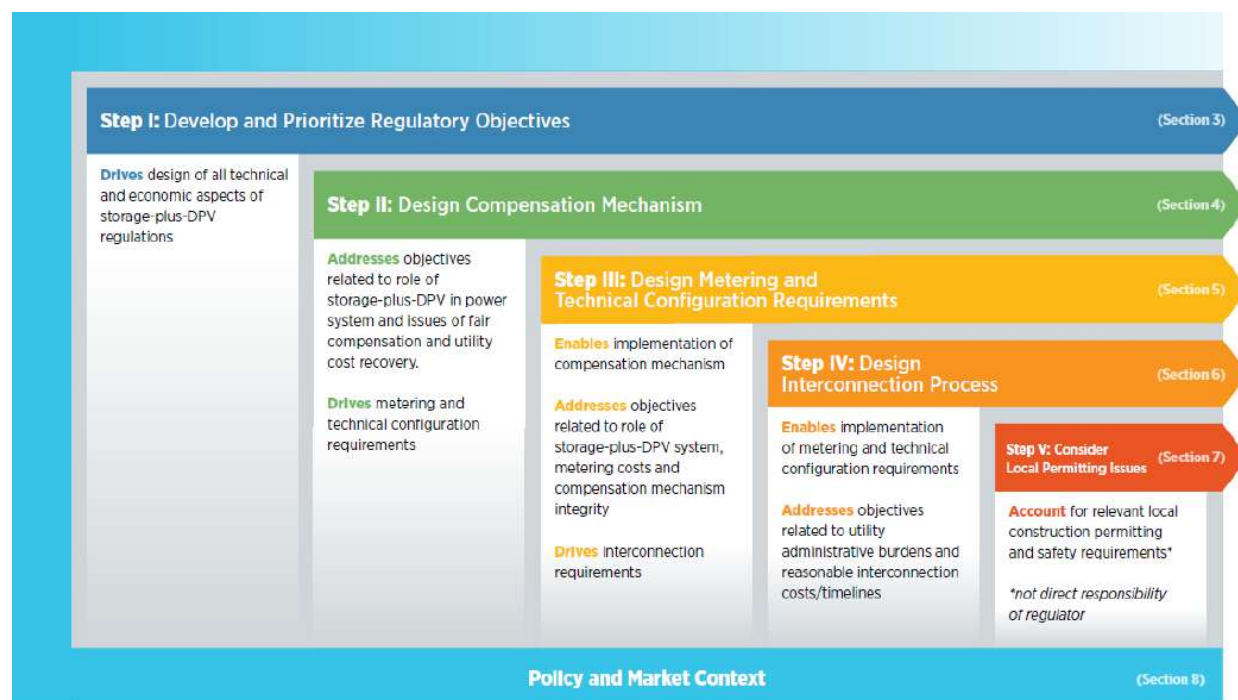 Step I: Develop and Prioritize Regulatory Objectives (Section 3)
Drives design of all technical
and economic aspects of
storage-plus-DPV
regulations
Step II: Design Compensation Mechanism (Section 4)
Addresses objectives
related to role of
storage-plus-DPV in power
system and issues of fair
compensation and utility
cost recovery.
Drives metering and
technical configuration
requirements
Step III: Design Metering and
Technical Configuration Requirements (Section 5)
Enables implementation of
compensation mechanism
Addresses objectives
related to role of
storage-plus-DPV system,
metering costs and
compensation mechanism
integrity
Drives interconnection
requirements
Step IV: Design
Interconnection Process (Section 6)
Enables implementation
of metering and technical
configuration requirements
Addresses objectives
related to utility
administrative burdens and
reasonable interconnection
costs/timelines
Step V: Consider
Local Permitting Issues (Section 7)
Account for relevant local
construction permitting
and safety requirements*
*not direct responsibility
of regulator
Policy and Market Context (Section 8)